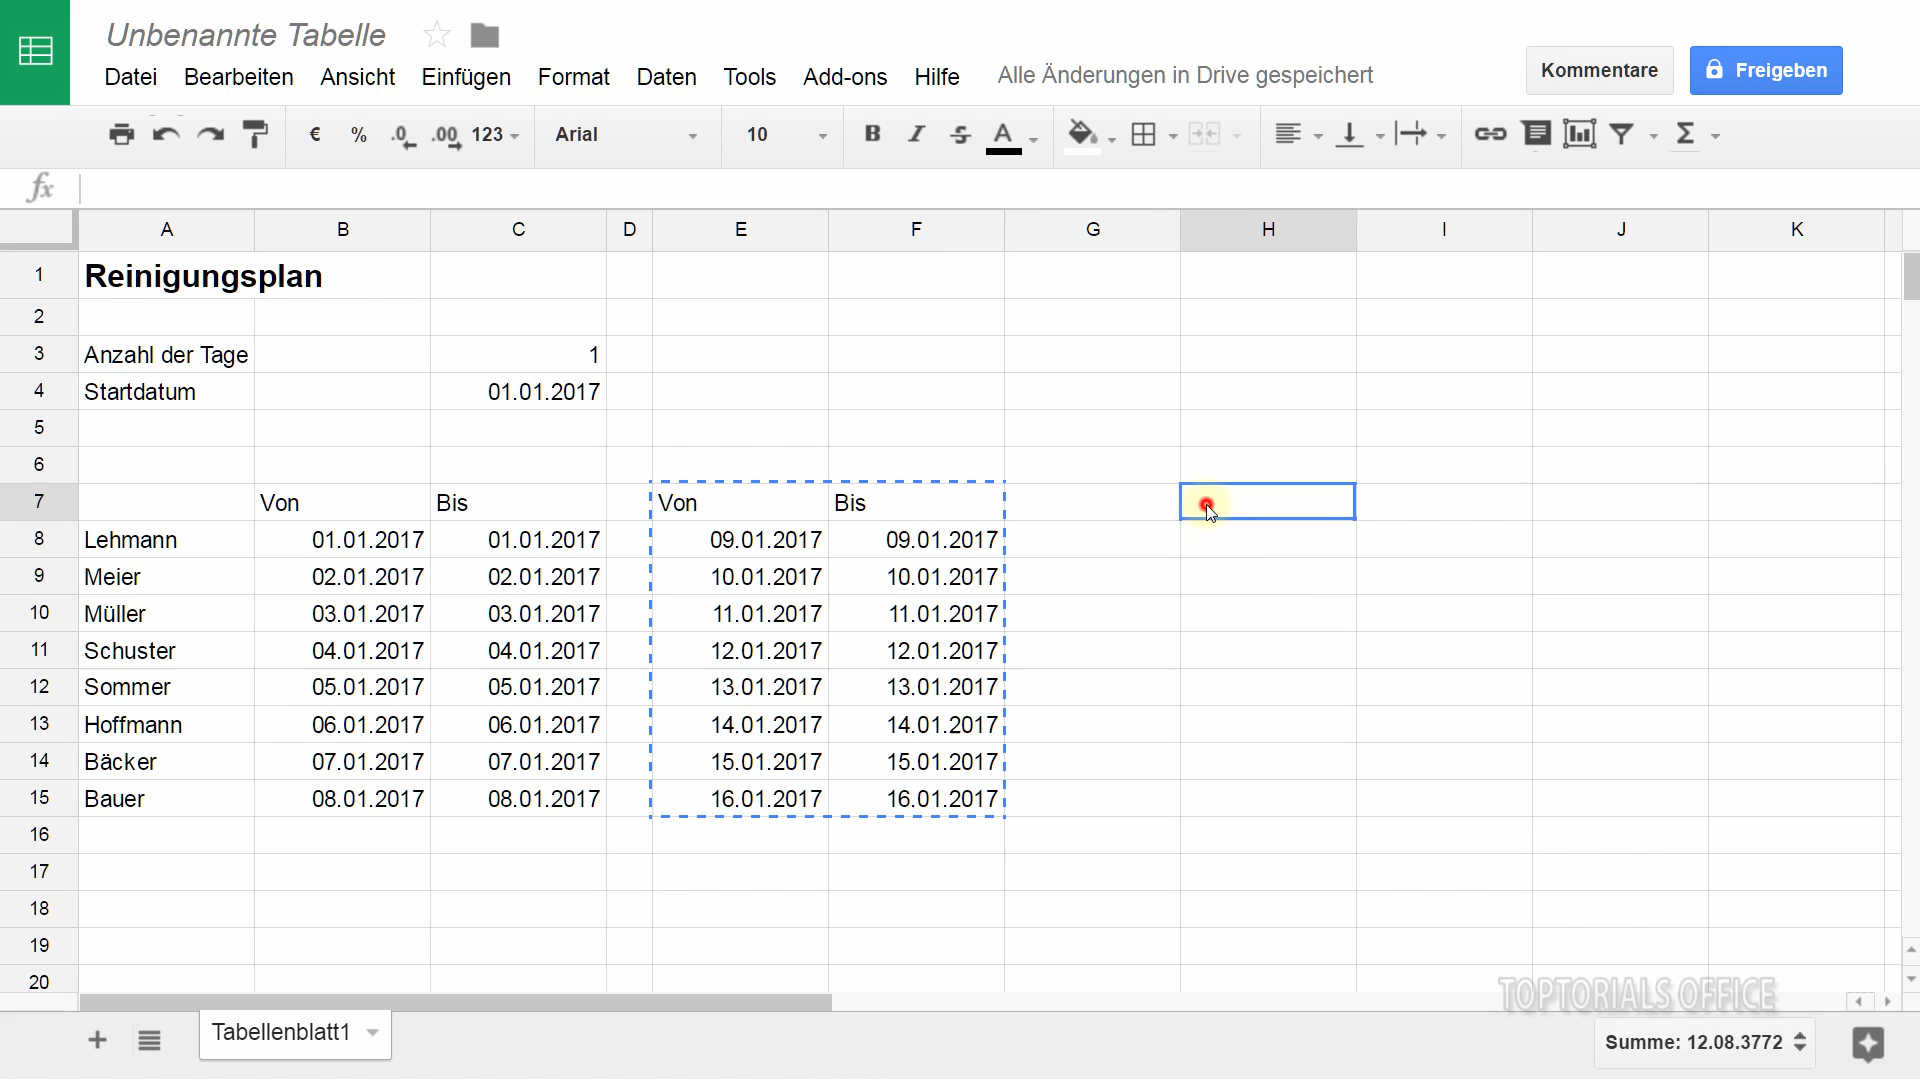 Unbenannte Tabelle
Datei Bearbeiten Ansicht Einfügen Format Daten Tools Add-ons Hilfe Alle Änderungen in Drive gespeichert
Kommentare Freigeben
€ % .0 .00 123 Arial 10 B I S A Σ
fx
A B C D E F G H I J K
1 Reinigungsplan
2
3 Anzahl der Tage 1
4 Startdatum 01.01.2017
5
6
7 Von Bis Von Bis
8 Lehmann 01.01.2017 01.01.2017 09.01.2017 09.01.2017
9 Meier 02.01.2017 02.01.2017 10.01.2017 10.01.2017
10 Müller 03.01.2017 03.01.2017 11.01.2017 11.01.2017
11 Schuster 04.01.2017 04.01.2017 12.01.2017 12.01.2017
12 Sommer 05.01.2017 05.01.2017 13.01.2017 13.01.2017
13 Hoffmann 06.01.2017 06.01.2017 14.01.2017 14.01.2017
14 Bäcker 07.01.2017 07.01.2017 15.01.2017 15.01.2017
15 Bauer 08.01.2017 08.01.2017 16.01.2017 16.01.2017
16
17
18
19
20
TOPTORIALS OFFICE
Tabellenblatt1
Summe: 12.08.3772